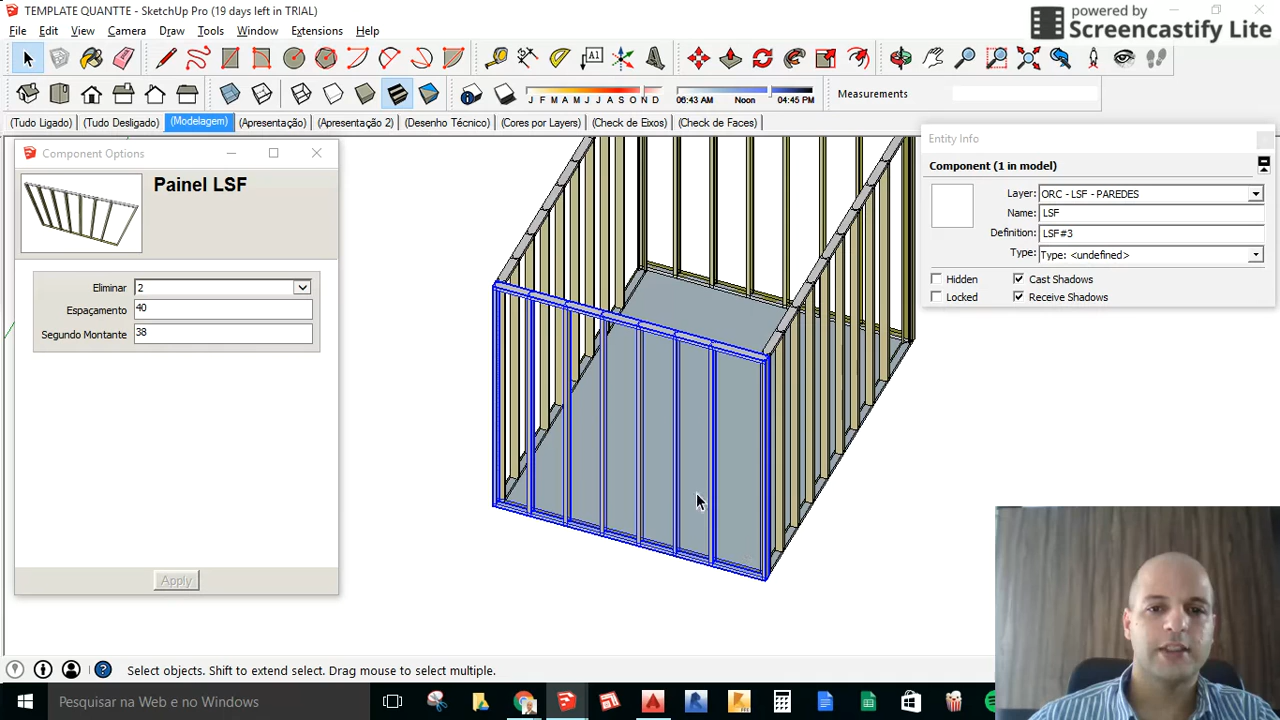 TEMPLATE QUANTTE - SketchUp Pro (19 days left in TRIAL)
powered by
Screencastify Lite
File Edit View Camera Draw Tools Window Extensions Help
A1
J F M A M J J A S O N D
06:43 AM Noon 04:45 PM
Measurements
(Tudo Ligado) (Tudo Desligado) (Modelagem) (Apresentação) (Apresentação 2) (Desenho Técnico) (Cores por Layers) (Check de Eixos) (Check de Faces)
Component Options
Painel LSF
Eliminar 2
Espaçamento 40
Segundo Montante 38
Apply
Entity Info
Component (1 in model)
Layer: ORC - LSF - PAREDES
Name: LSF
Definition: LSF#3
Type: Type: <undefined>
Hidden Cast Shadows
Locked Receive Shadows
Select objects. Shift to extend select. Drag mouse to select multiple.
Pesquisar na Web e no Windows